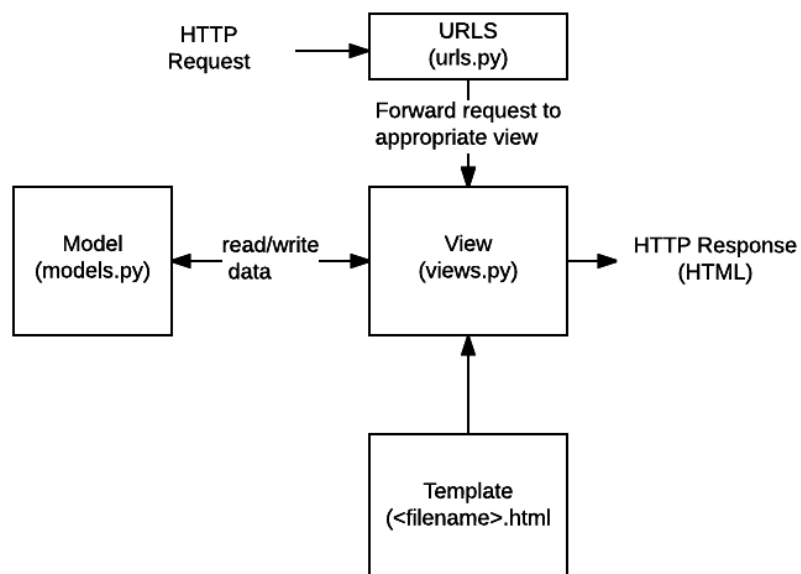 HTTP
Request
URLS
(urls.py)
Forward request to
appropriate view
Model
(models.py)
read/write
data
View
(views.py)
HTTP Response
(HTML)
Template
(<filename>.html